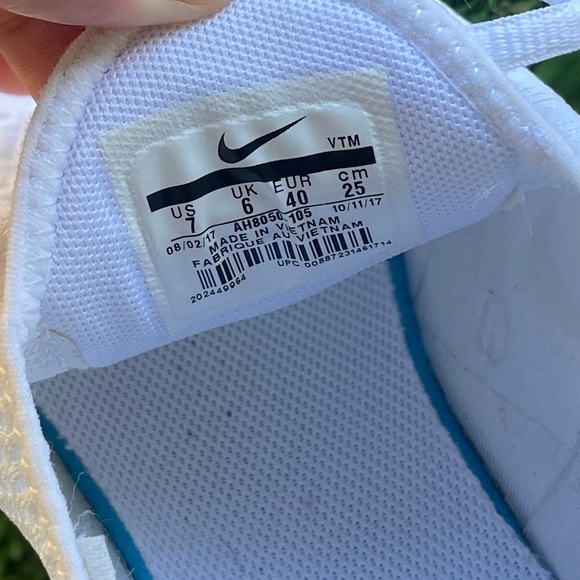 VTM
US UK EUR cm
7 6 40 25
08/02/17 AH8050 105 10/11/17
MADE IN VIETNAM
FABRIQUE AU VIETNAM
202449964 UPC 00887231461714